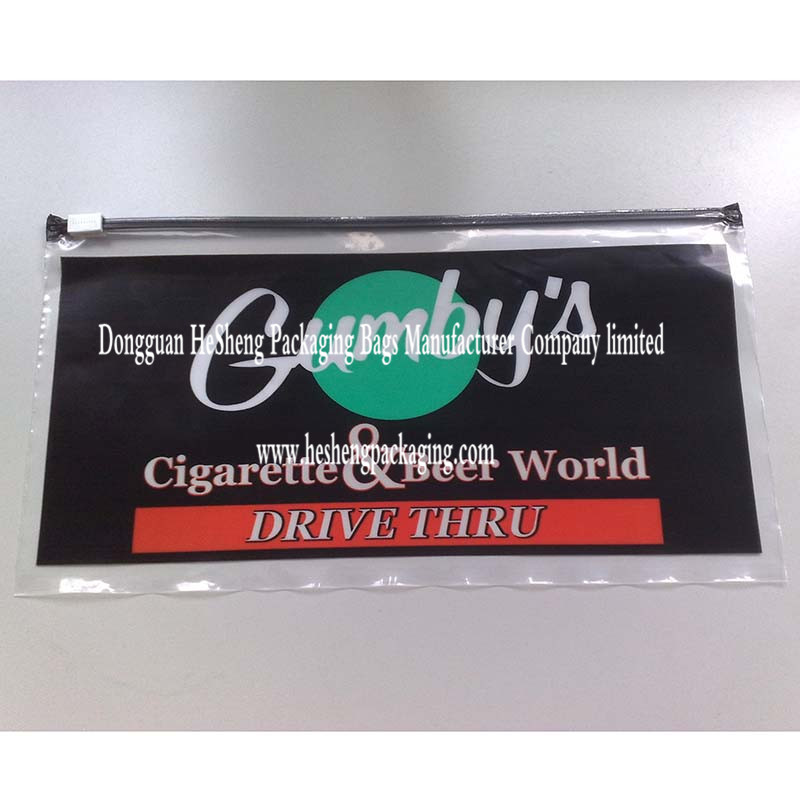 Gumby's
Dongguan HeSheng Packaging Bags Manufacturer Company limited
www.heshengpackaging.com
Cigarette & Beer World
DRIVE THRU